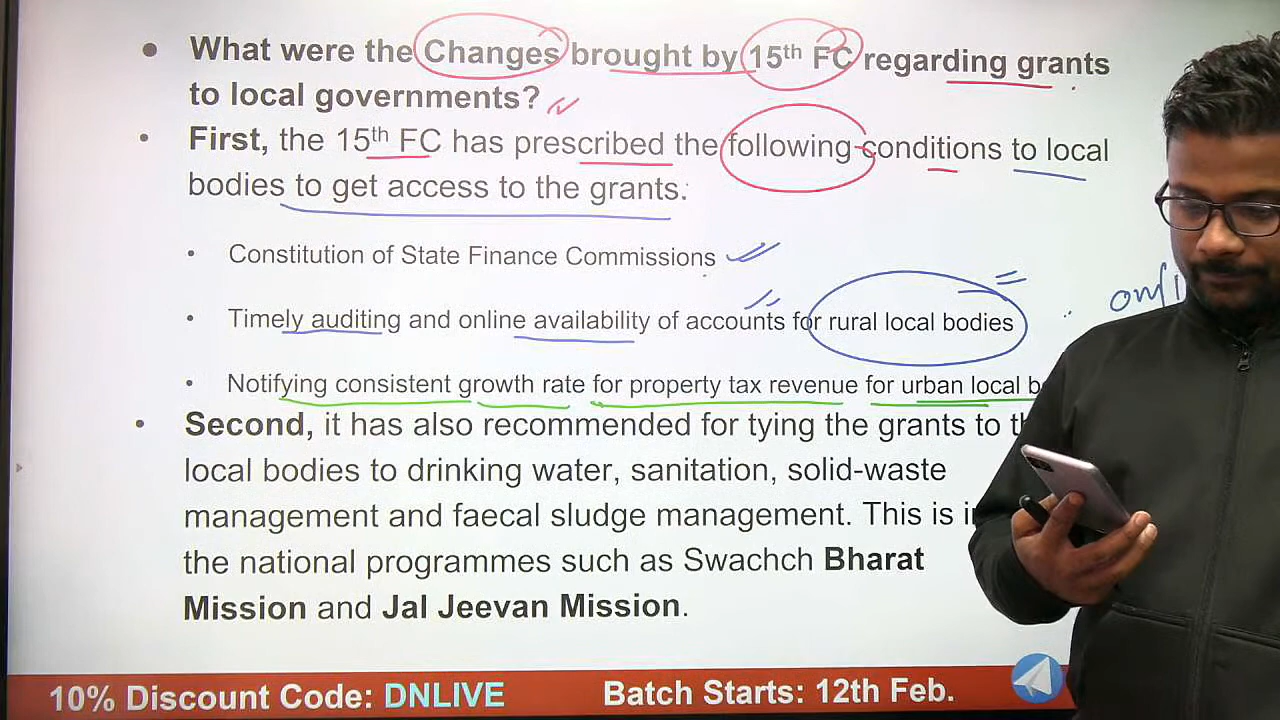 What were the Changes brought by 15th FC regarding grants
to local governments?
First, the 15th FC has prescribed the following conditions to local
bodies to get access to the grants.
Constitution of State Finance Commissions
Timely auditing and online availability of accounts for rural local bodies
Notifying consistent growth rate for property tax revenue for urban local
Second, it has also recommended for tying the grants to
local bodies to drinking water, sanitation, solid-waste
management and faecal sludge management. This is
the national programmes such as Swachch Bharat
Mission and Jal Jeevan Mission.
10% Discount Code: DNLIVE Batch Starts: 12th Feb.